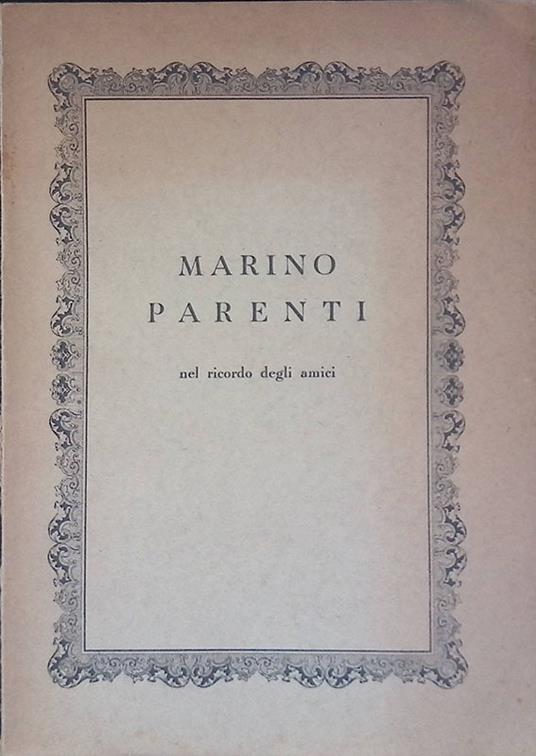 MARINO
PARENTI
nel ricordo degli amici